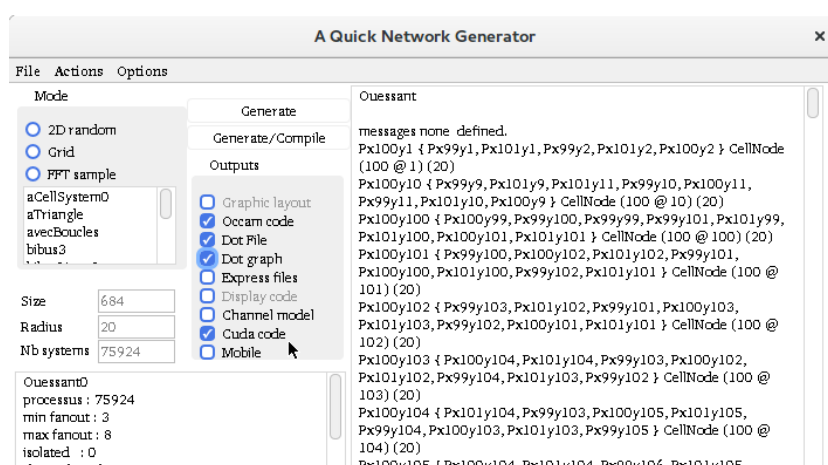 A Quick Network Generator
File Actions Options
Mode
2D random
Grid
FFT sample
aCellSystem0
aTriangle
avecBoucles
bibus3
Size 684
Radius 20
Nb systems 75924
Generate
Generate/Compile
Outputs
Graphic layout
Occam code
Dot File
Dot graph
Express files
Display code
Channel model
Cuda code
Mobile
Ouessant0
processus : 75924
min fanout : 3
max fanout : 8
isolated : 0
Ouessant
messages none defined.
Px100y1 { Px99y1, Px101y1, Px99y2, Px101y2, Px100y2 } CellNode
(100 @ 1) (20)
Px100y10 { Px99y9, Px101y9, Px101y11, Px99y10, Px100y11,
Px99y11, Px101y10, Px100y9 } CellNode (100 @ 10) (20)
Px100y100 { Px100y99, Px99y100, Px99y99, Px99y101, Px101y99,
Px101y100, Px100y101, Px101y101 } CellNode (100 @ 100) (20)
Px100y101 { Px99y100, Px100y102, Px101y102, Px99y101,
Px100y100, Px101y100, Px99y102, Px101y101 } CellNode (100 @
101) (20)
Px100y102 { Px99y103, Px101y102, Px99y101, Px100y103,
Px101y103, Px99y102, Px100y101, Px101y101 } CellNode (100 @
102) (20)
Px100y103 { Px100y104, Px101y104, Px99y103, Px100y102,
Px101y102, Px99y104, Px101y103, Px99y102 } CellNode (100 @
103) (20)
Px100y104 { Px101y104, Px99y103, Px100y105, Px101y105,
Px99y104, Px100y103, Px101y103, Px99y105 } CellNode (100 @
104) (20)